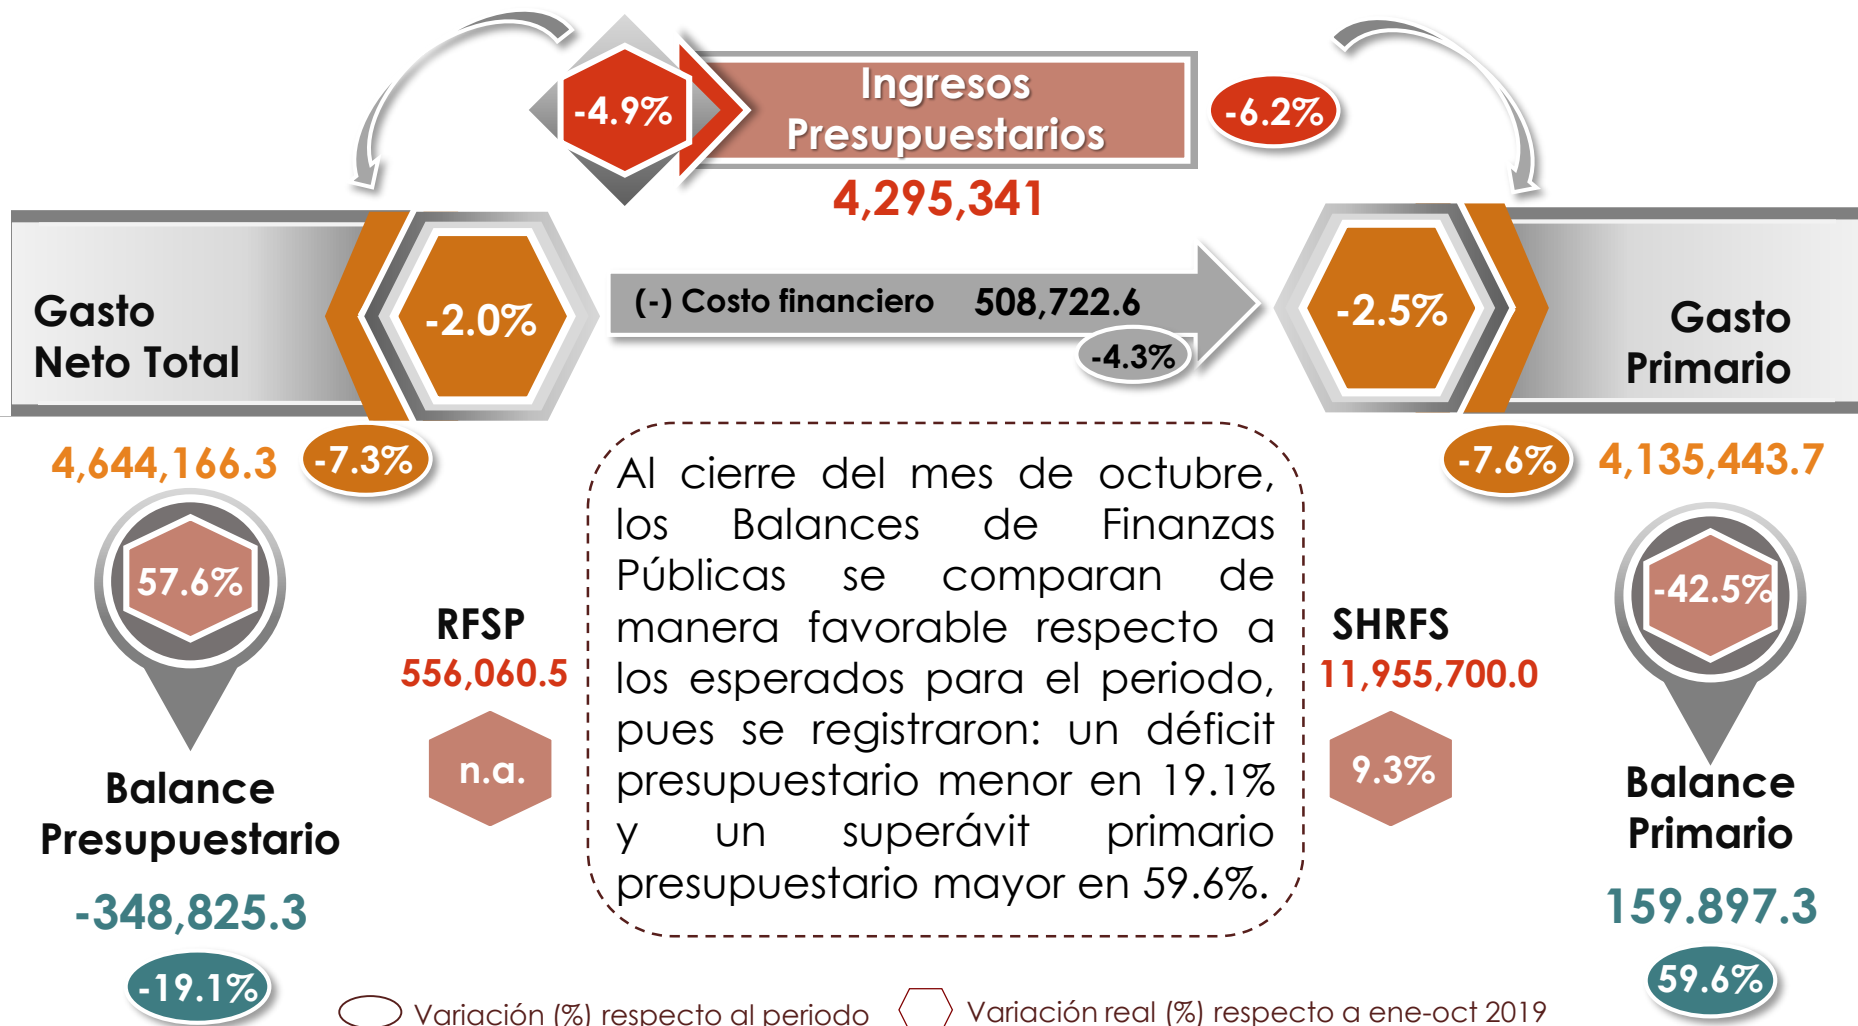 -4.9%
Ingresos
Presupuestarios
-6.2%
4,295,341
Gasto
Neto Total
-2.0%
(-) Costo financiero 508,722.6
-4.3%
-2.5%
Gasto
Primario
4,644,166.3
-7.3%
-7.6%
4,135,443.7
57.6%
RFSP
556,060.5
n.a.
Al cierre del mes de octubre,
los Balances de Finanzas
Públicas se comparan de
manera favorable respecto a
los esperados para el periodo,
pues se registraron: un déficit
presupuestario menor en 19.1%
y un superávit primario
presupuestario mayor en 59.6%.
SHRFS
11,955,700.0
9.3%
-42.5%
Balance
Presupuestario
-348,825.3
-19.1%
Balance
Primario
159.897.3
59.6%
Variación (%) respecto al periodo
Variación real (%) respecto a ene-oct 2019